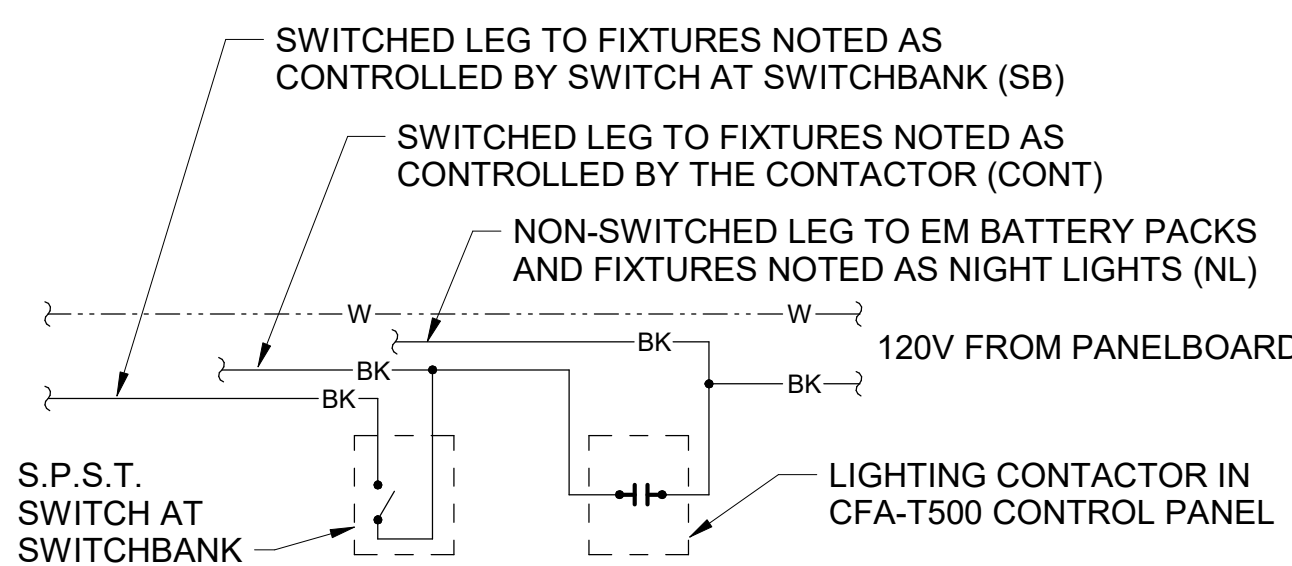 SWITCHED LEG TO FIXTURES NOTED AS
CONTROLLED BY SWITCH AT SWITCHBANK (SB)
SWITCHED LEG TO FIXTURES NOTED AS
CONTROLLED BY THE CONTACTOR (CONT)
NON-SWITCHED LEG TO EM BATTERY PACKS
AND FIXTURES NOTED AS NIGHT LIGHTS (NL)
W
W
BK
120V FROM PANELBOARD
BK
BK
BK
S.P.S.T.
SWITCH AT
SWITCHBANK
LIGHTING CONTACTOR IN
CFA-T500 CONTROL PANEL